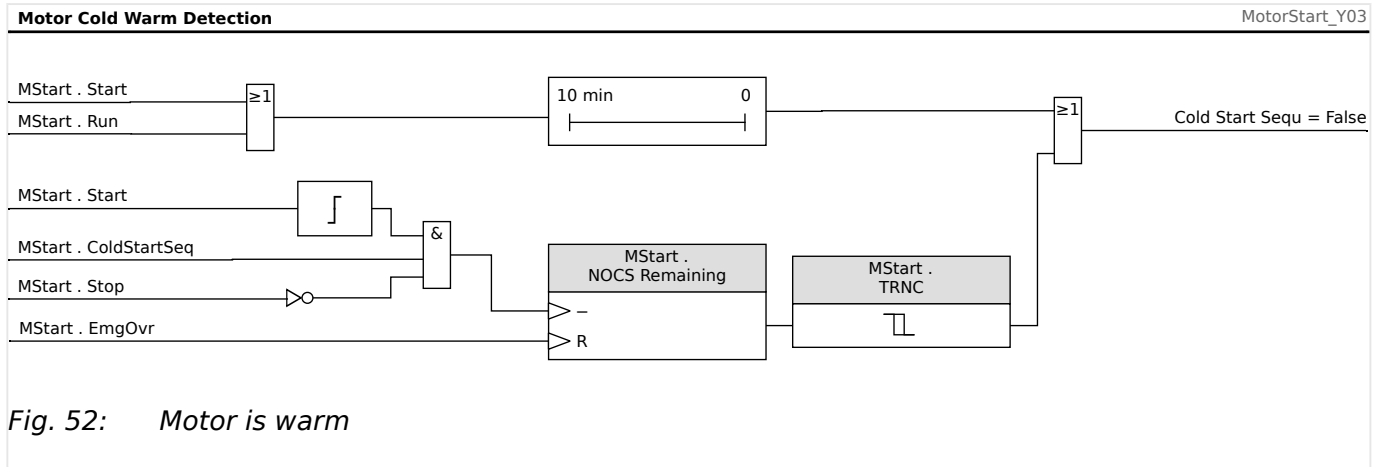 Motor Cold Warm Detection
MotorStart_Y03
MStart . Start
≥1
MStart . Run
10 min 0
≥1
Cold Start Sequ = False
MStart . Start
&
MStart . ColdStartSeq
MStart . Stop
MStart . EmgOvr
MStart .
NOCS Remaining
−
R
MStart .
TRNC
Fig. 52: Motor is warm